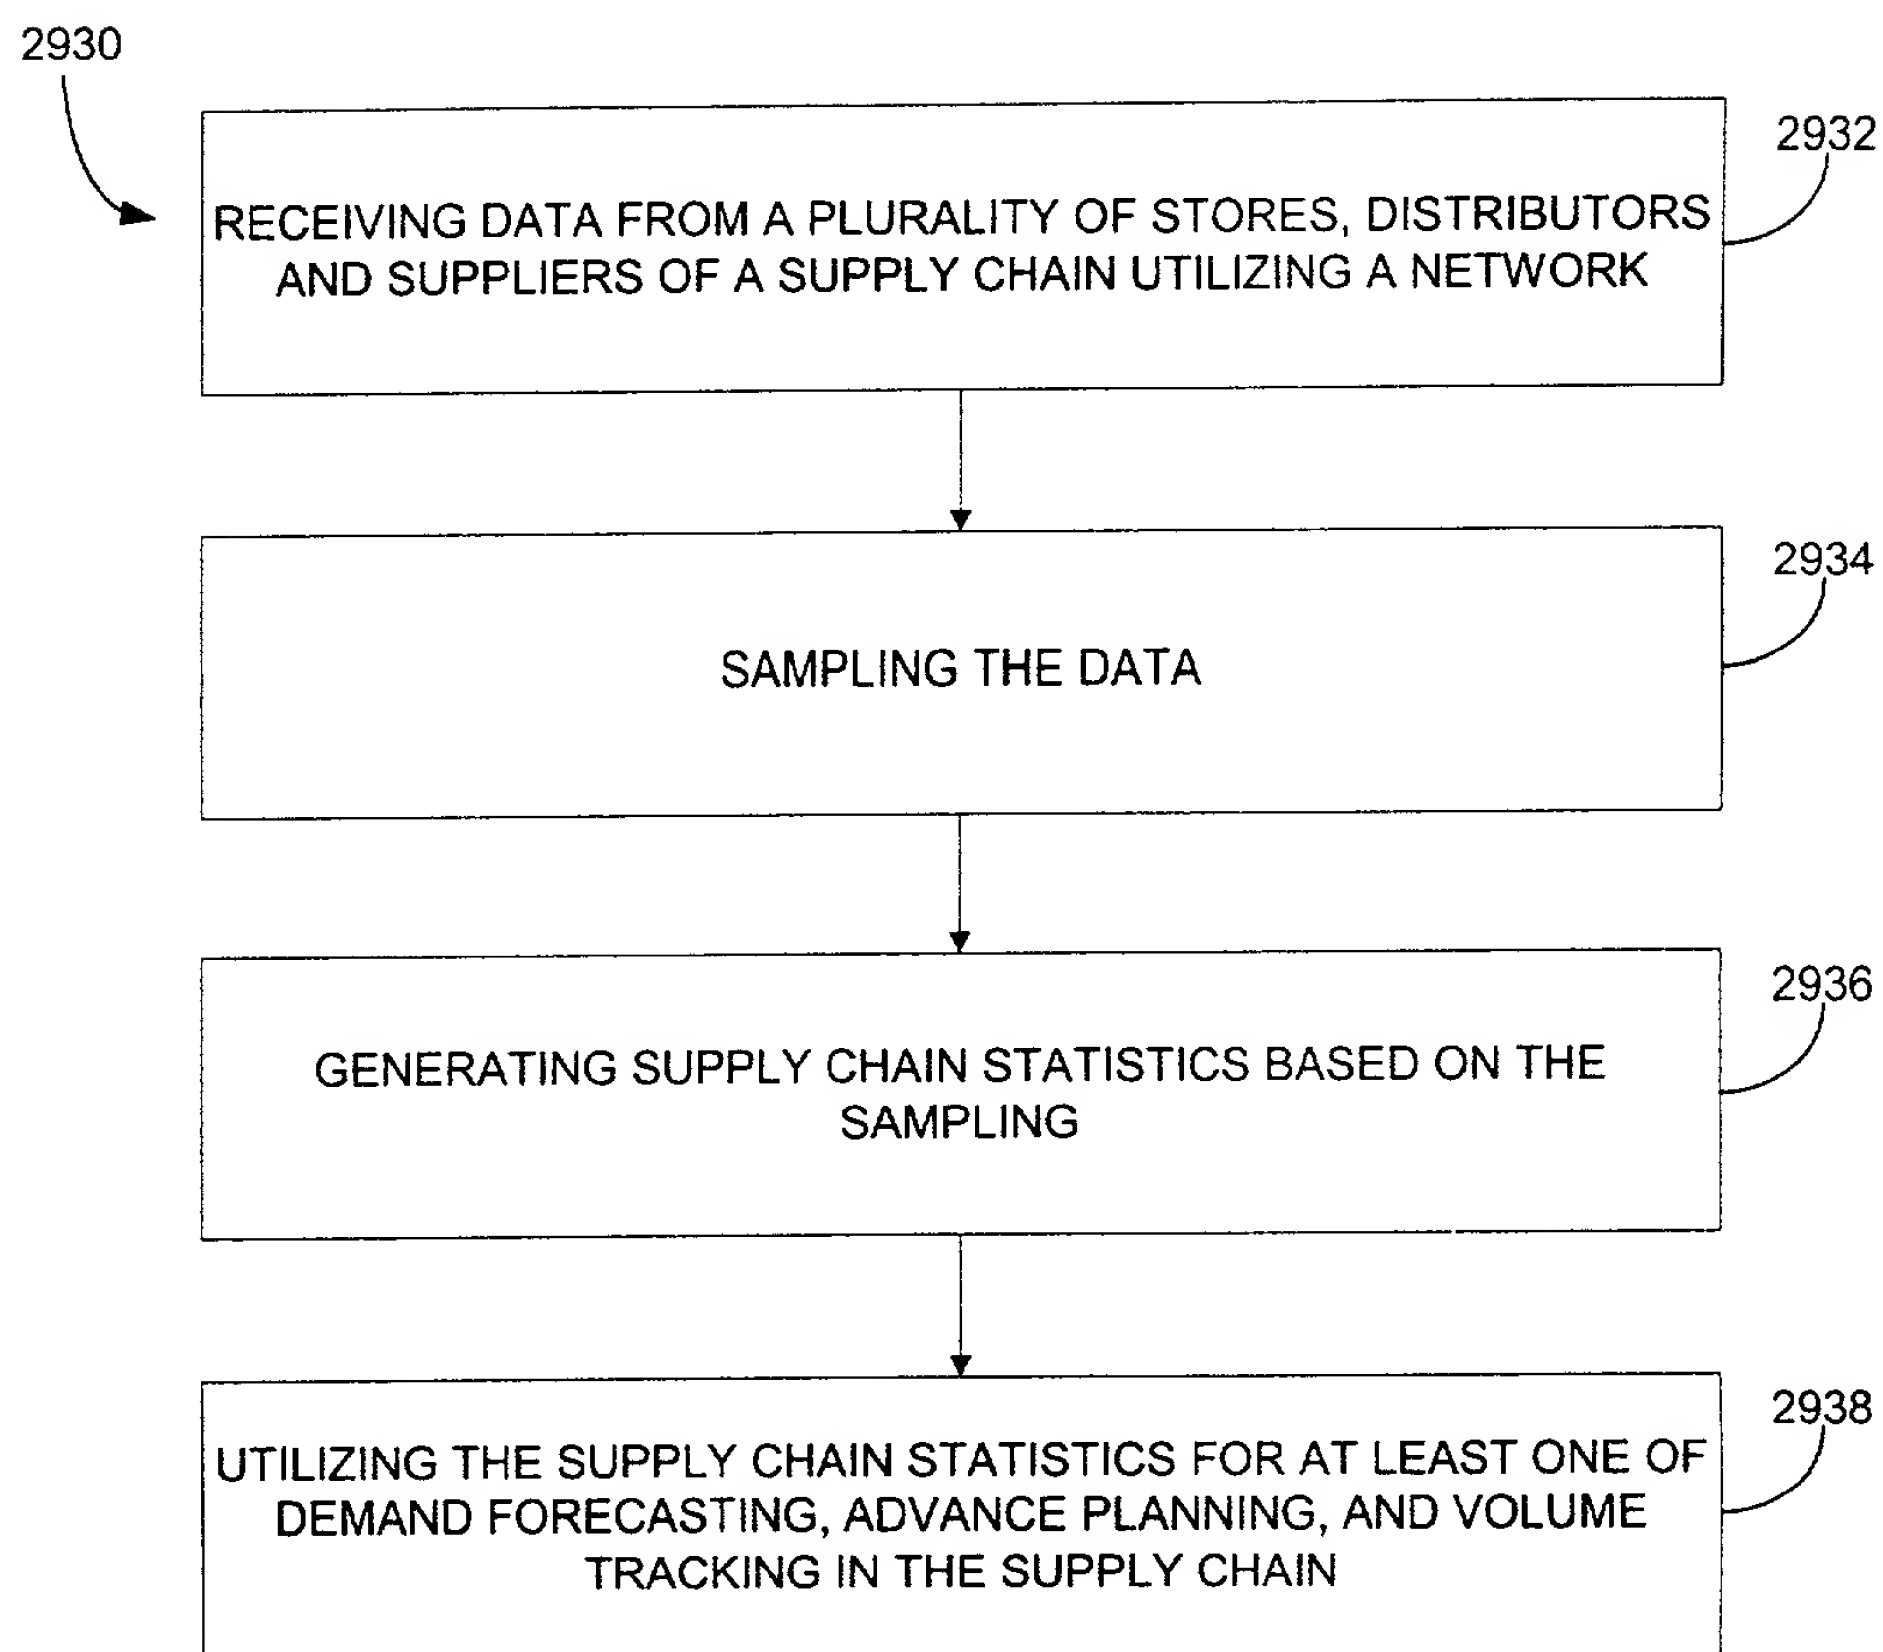 2930
2932
RECEIVING DATA FROM A PLURALITY OF STORES, DISTRIBUTORS
AND SUPPLIERS OF A SUPPLY CHAIN UTILIZING A NETWORK
2934
SAMPLING THE DATA
2936
GENERATING SUPPLY CHAIN STATISTICS BASED ON THE
SAMPLING
2938
UTILIZING THE SUPPLY CHAIN STATISTICS FOR AT LEAST ONE OF
DEMAND FORECASTING, ADVANCE PLANNING, AND VOLUME
TRACKING IN THE SUPPLY CHAIN